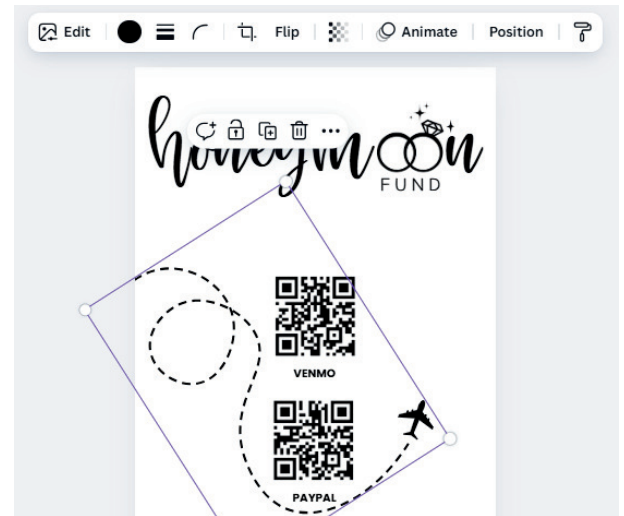 Edit Flip Animate Position
honeymoon
FUND
VENMO
PAYPAL